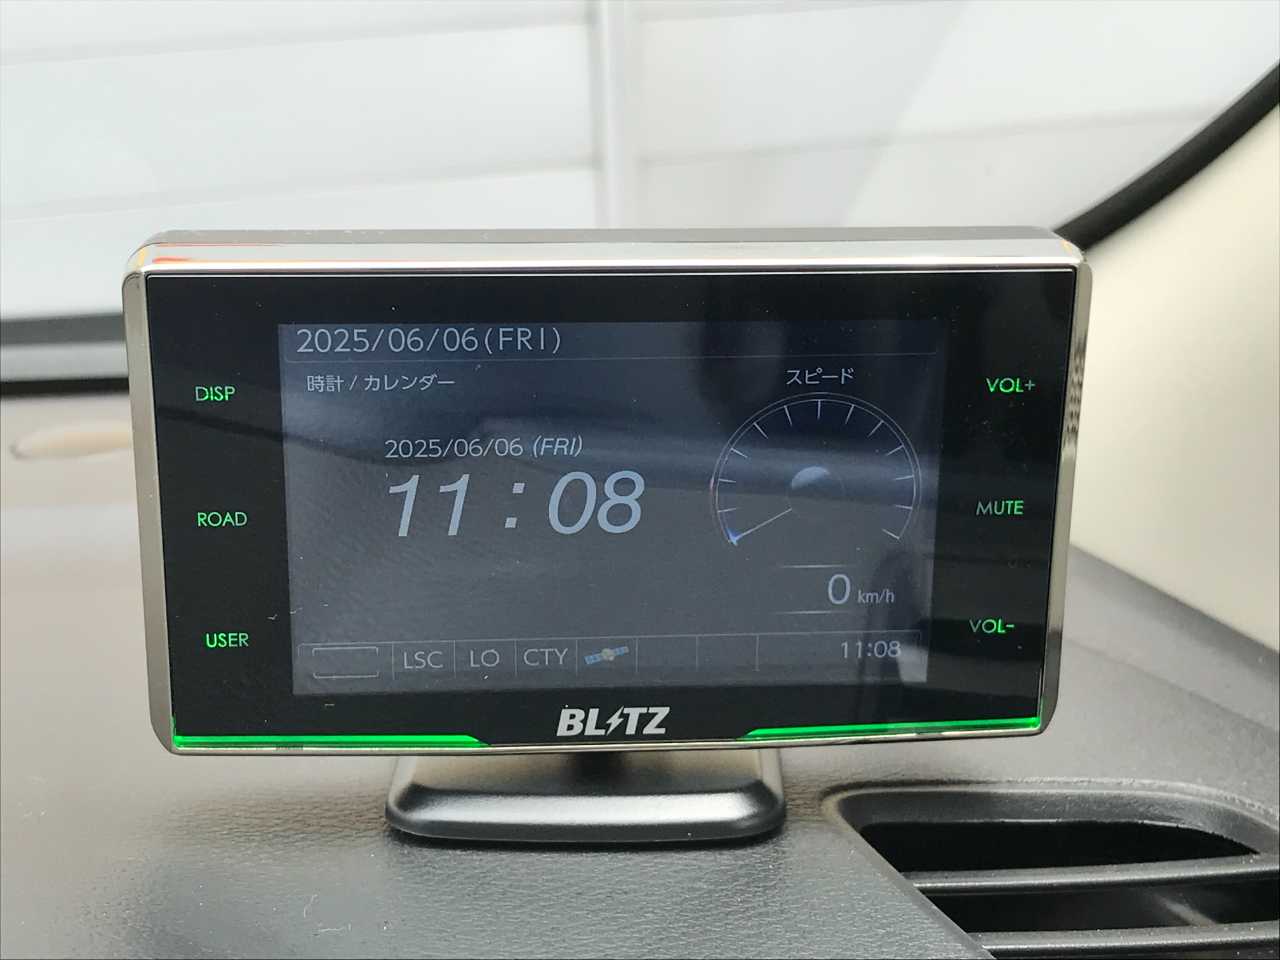 2025/06/06(FRI)
時計 / カレンダー
スピード
2025/06/06 (FRI)
11:08
0 km/h
LSC LO CTY 11:08
DISP
ROAD
USER
VOL+
MUTE
VOL-
BLITZ